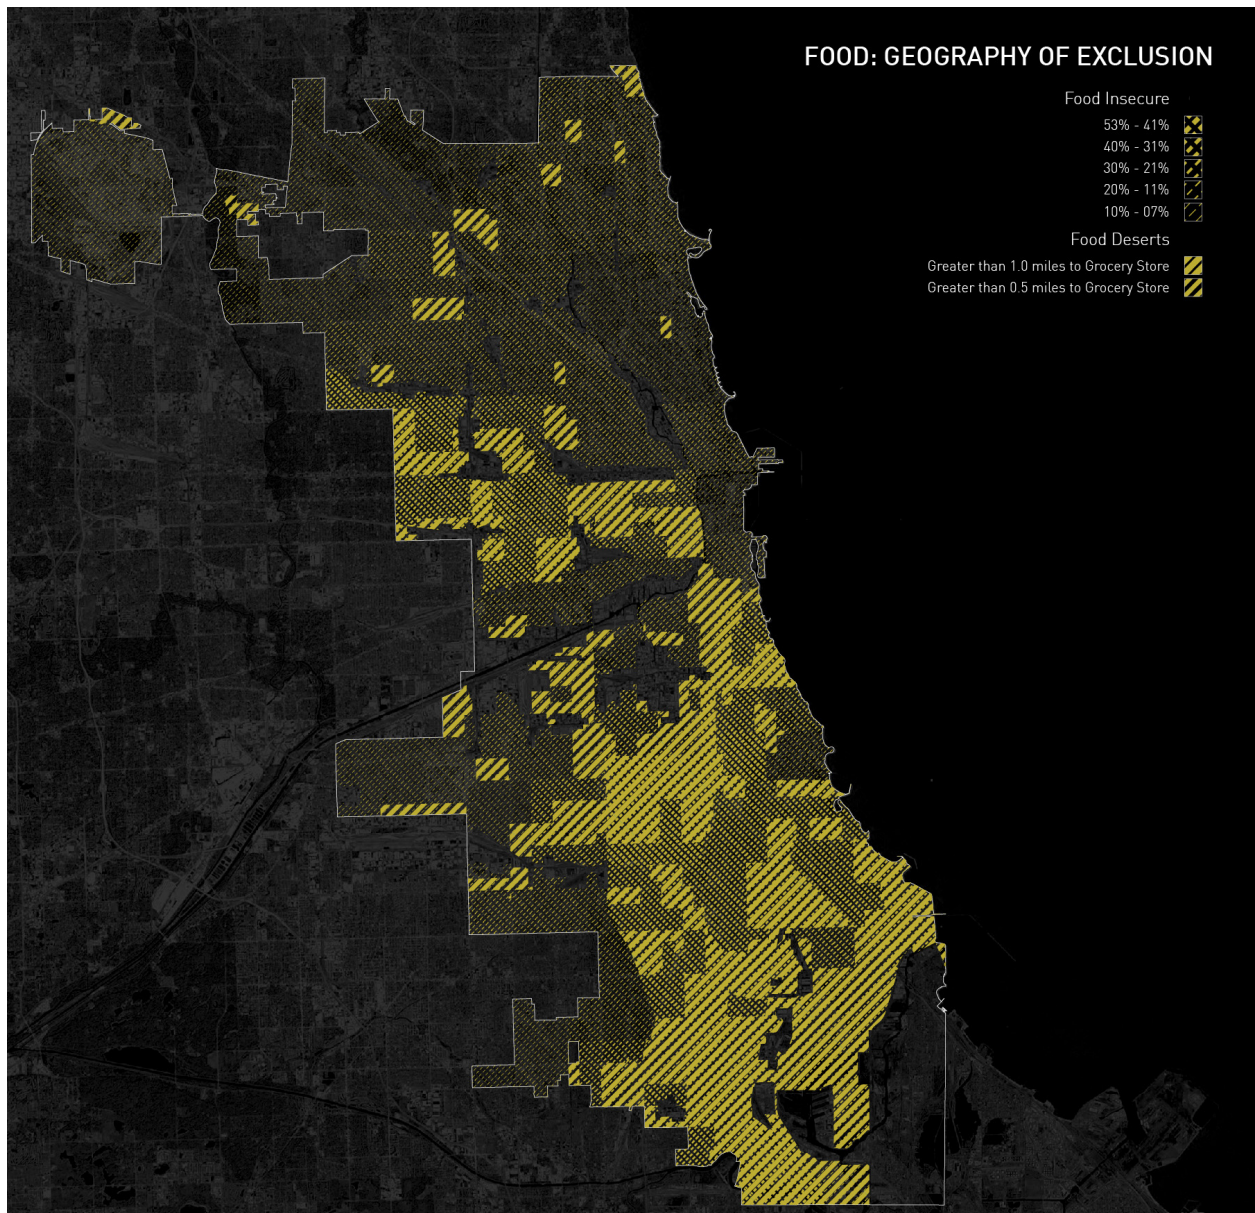 FOOD: GEOGRAPHY OF EXCLUSION
Food Insecure
53% - 41%
40% - 31%
30% - 21%
20% - 11%
10% - 07%
Food Deserts
Greater than 1.0 miles to Grocery Store
Greater than 0.5 miles to Grocery Store